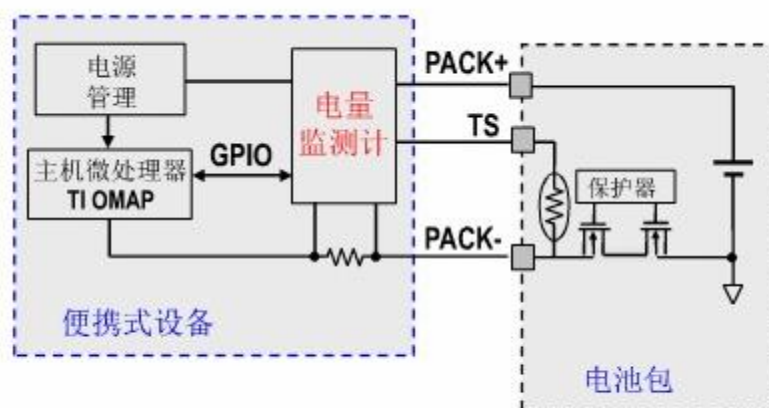 电源
管理
电量
监测计
主机微处理器
TI OMAP
GPIO
PACK+
TS
PACK-
保护器
便携式设备
电池包